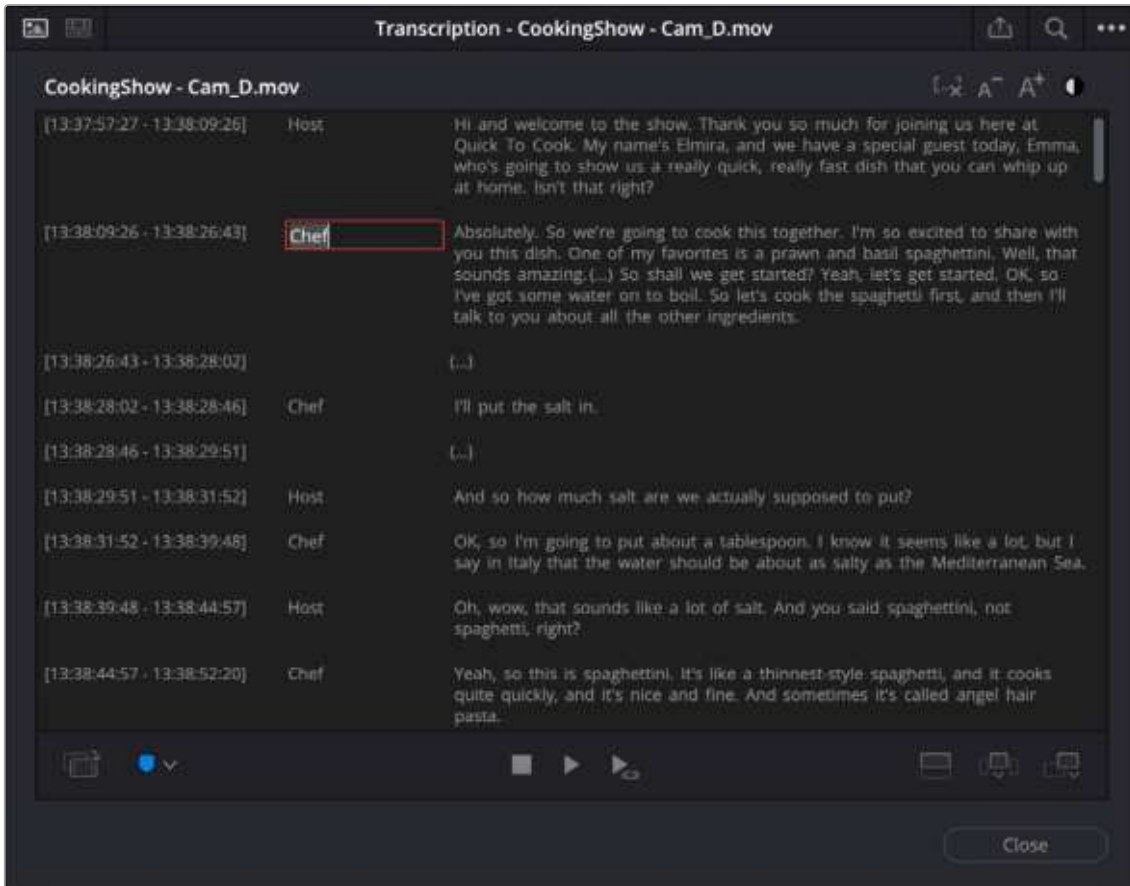 Transcription - CookingShow - Cam_D.mov
CookingShow - Cam_D.mov
A- A+
[13:37:57:27 - 13:38:09:26] Host Hi and welcome to the show. Thank you so much for joining us here at
Quick To Cook. My name's Elmira, and we have a special guest today, Emma,
who's going to show us a really quick, really fast dish that you can whip up
at home. Isn't that right?
[13:38:09:26 - 13:38:26:43] Chef Absolutely. So we're going to cook this together. I'm so excited to share with
you this dish. One of my favorites is a prawn and basil spaghettini. Well, that
sounds amazing.(...) So shall we get started? Yeah, let's get started. OK, so
I've got some water on to boil. So let's cook the spaghetti first, and then I'll
talk to you about all the other ingredients.
[13:38:26:43 - 13:38:28:02] (...)
[13:38:28:02 - 13:38:28:46] Chef I'll put the salt in.
[13:38:28:46 - 13:38:29:51] (...)
[13:38:29:51 - 13:38:31:52] Host And so how much salt are we actually supposed to put?
[13:38:31:52 - 13:38:39:48] Chef OK, so I'm going to put about a tablespoon. I know it seems like a lot, but I
say in Italy that the water should be about as salty as the Mediterranean Sea.
[13:38:39:48 - 13:38:44:57] Host Oh, wow, that sounds like a lot of salt. And you said spaghettini, not
spaghetti, right?
[13:38:44:57 - 13:38:52:20] Chef Yeah, so this is spaghettini. It's like a thinnest-style spaghetti, and it cooks
quite quickly, and it's nice and fine. And sometimes it's called angel hair
pasta.
Close